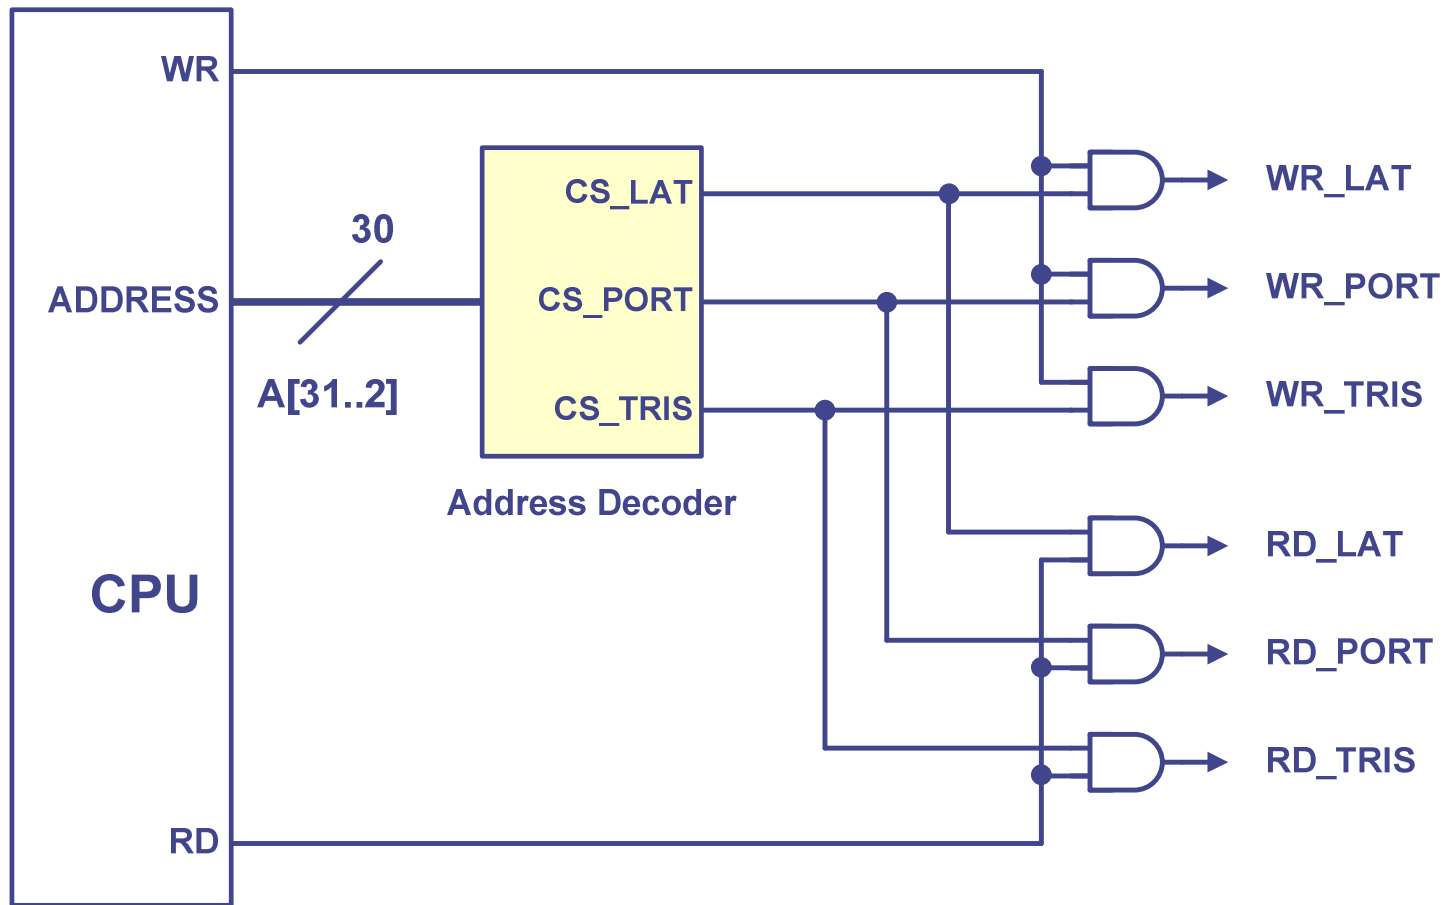 WR
ADDRESS
CPU
RD
30
A[31..2]
CS_LAT
CS_PORT
CS_TRIS
Address Decoder
WR_LAT
WR_PORT
WR_TRIS
RD_LAT
RD_PORT
RD_TRIS